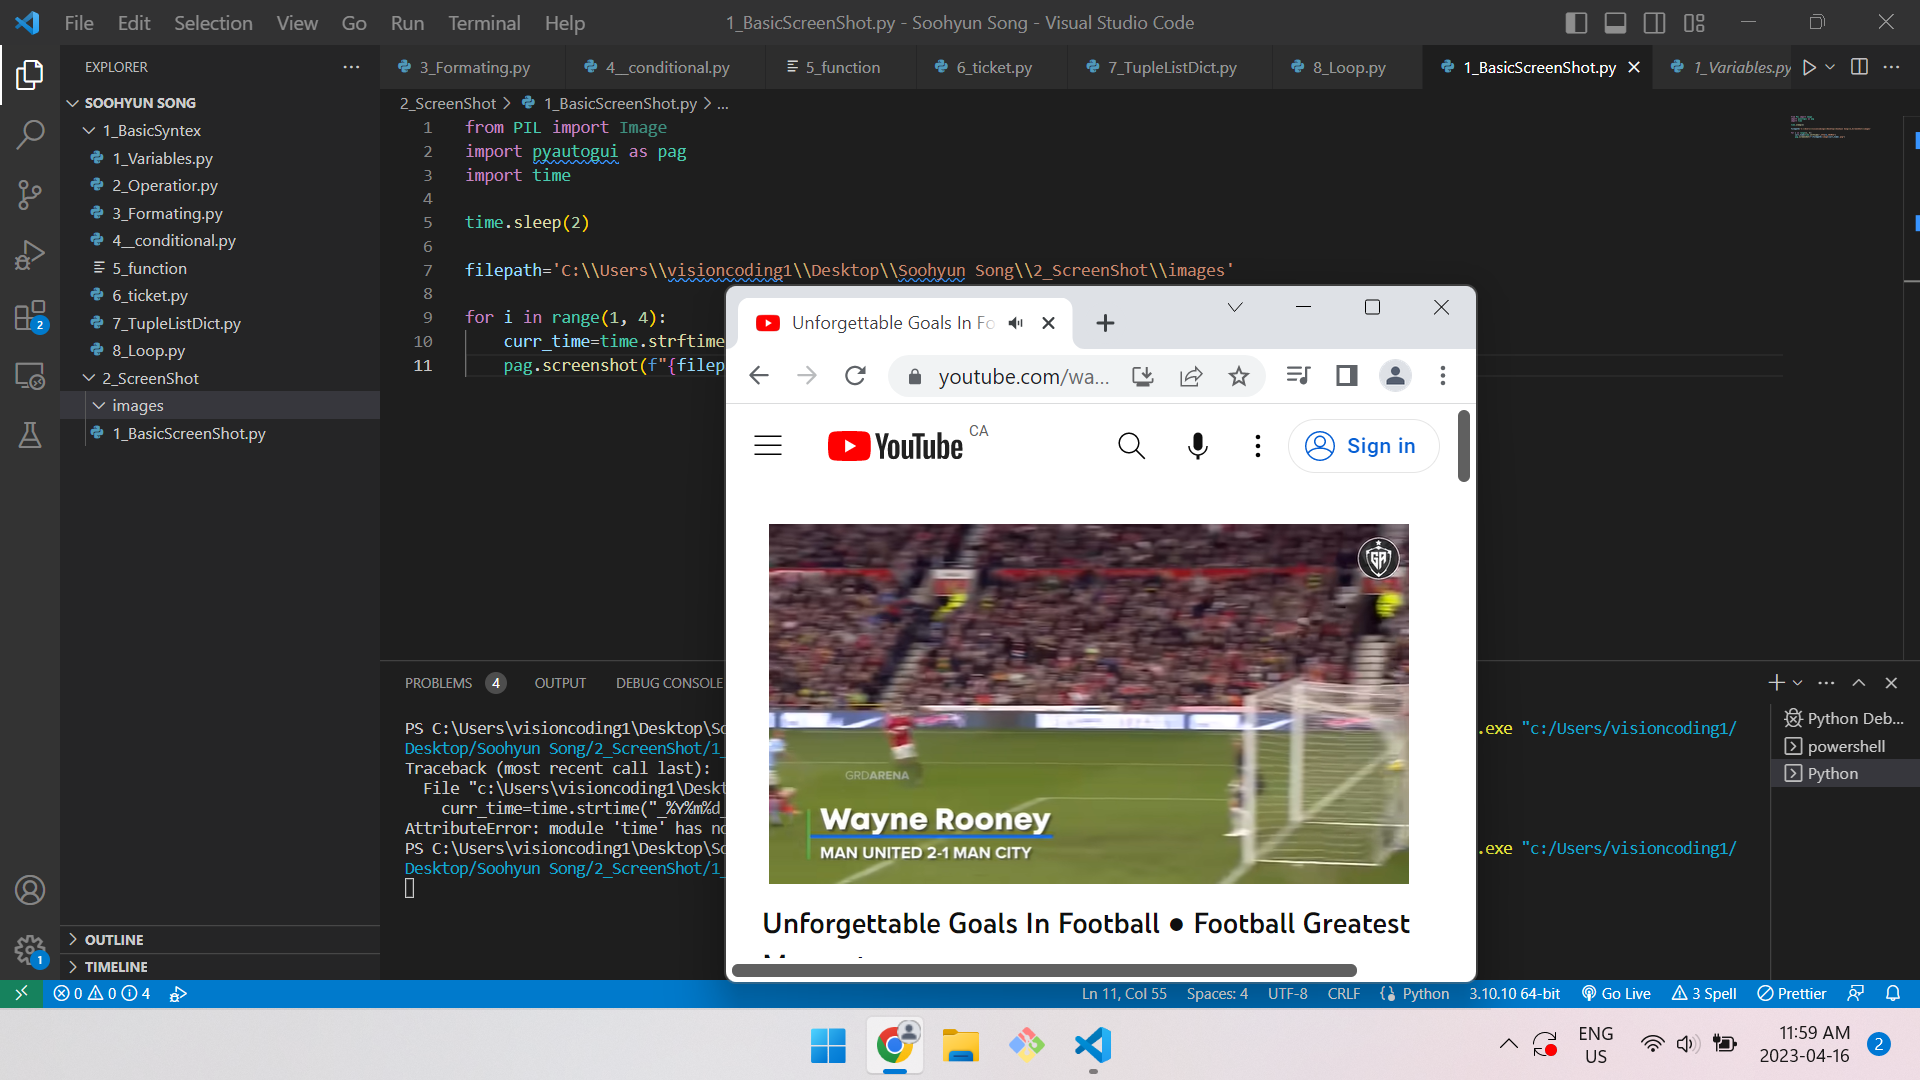 File Edit Selection View Go Run Terminal Help
1_BasicScreenShot.py - Soohyun Song - Visual Studio Code
EXPLORER
3_Formating.py
4__conditional.py
5_function
6_ticket.py
7_TupleListDict.py
8_Loop.py
1_BasicScreenShot.py
1_Variables.py
SOOHYUN SONG
1_BasicSyntex
1_Variables.py
2_Operatior.py
3_Formating.py
4__conditional.py
5_function
6_ticket.py
7_TupleListDict.py
8_Loop.py
2_ScreenShot
images
1_BasicScreenShot.py
2
OUTLINE
TIMELINE
1
2_ScreenShot > 1_BasicScreenShot.py > ...
1 from PIL import Image
2 import pyautogui as pag
3 import time
4
5 time.sleep(2)
6
7 filepath='C:\\Users\\visioncoding1\\Desktop\\Soohyun Song\\2_ScreenShot\\images'
8
9 for i in range(1, 4):
10 curr_time=time.strftime
11 pag.screenshot(f"{filep
PROBLEMS 4 OUTPUT DEBUG CONSOLE
PS C:\Users\visioncoding1\Desktop\So
.exe "c:/Users/visioncoding1/
Desktop/Soohyun Song/2_ScreenShot/1_
Traceback (most recent call last):
File "c:\Users\visioncoding1\Deskt
curr_time=time.strtime("_%Y%m%d_
AttributeError: module 'time' has no
PS C:\Users\visioncoding1\Desktop\So
.exe "c:/Users/visioncoding1/
Desktop/Soohyun Song/2_ScreenShot/1_
Python Deb...
powershell
Python
Unforgettable Goals In Fo
youtube.com/wa...
YouTube CA
Sign in
GRDARENA
Wayne Rooney
MAN UNITED 2-1 MAN CITY
Unforgettable Goals In Football ● Football Greatest
0 0 4
Ln 11, Col 55 Spaces: 4 UTF-8 CRLF Python 3.10.10 64-bit Go Live 3 Spell Prettier
ENG
US
11:59 AM
2023-04-16
2